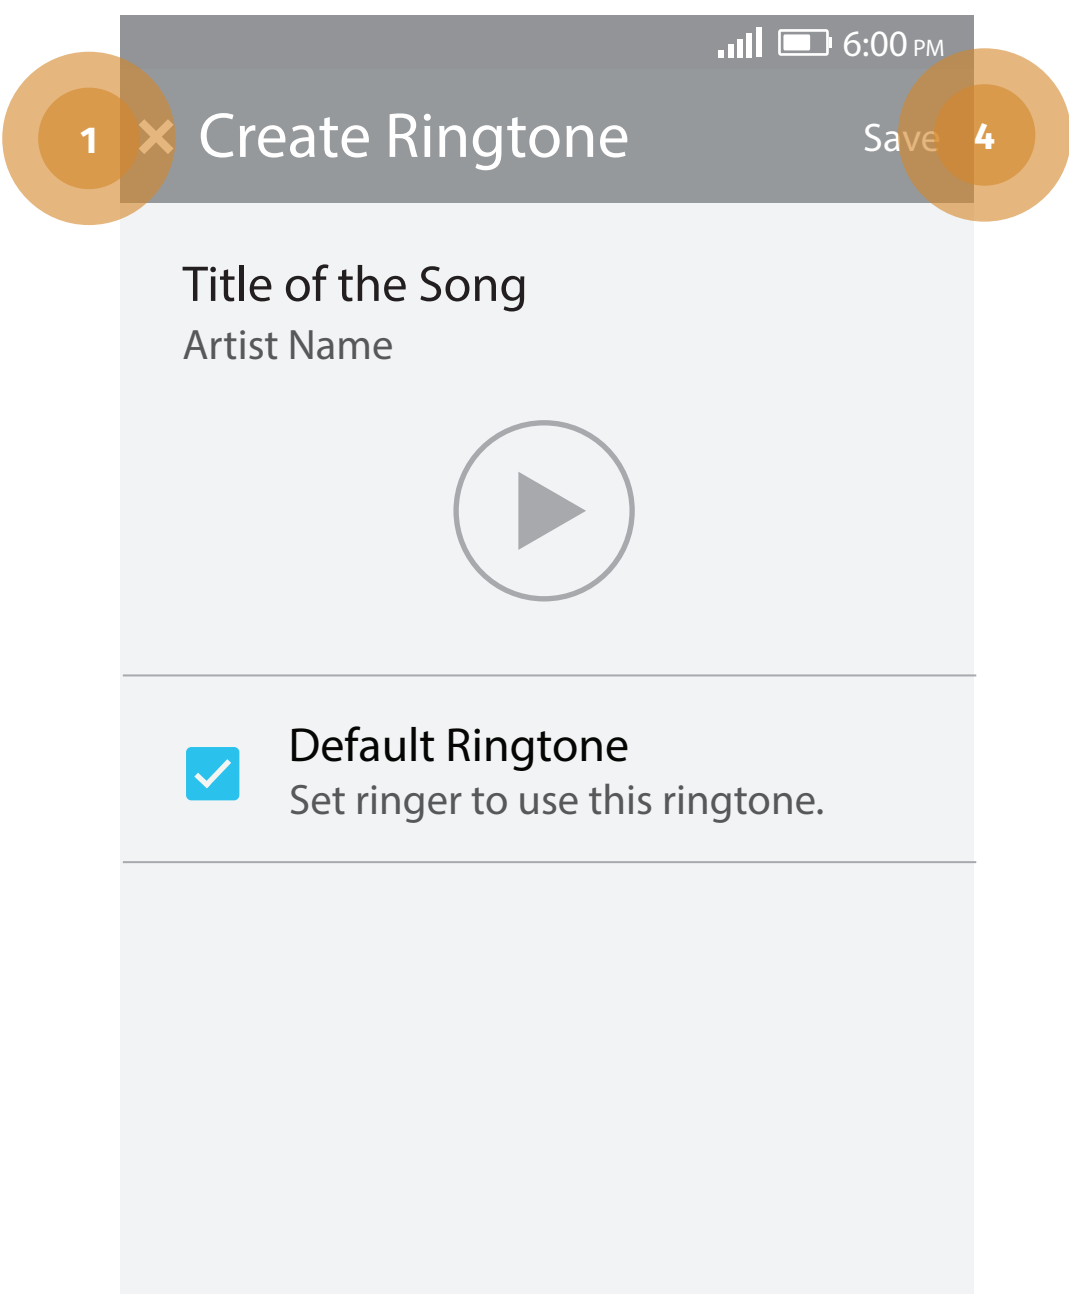 6:00 PM
1 Create Ringtone Save 4
Title of the Song
Artist Name
Default Ringtone
Set ringer to use this ringtone.